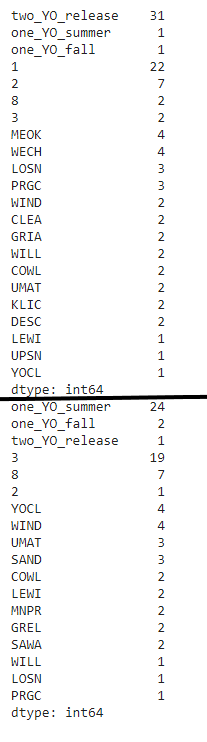 two_YO_release 31
one_YO_summer 1
one_YO_fall 1
1 22
2 7
8 2
3 2
MEOK 4
WECH 4
LOSN 3
PRGC 3
WIND 2
CLEA 2
GRIA 2
WILL 2
COWL 2
UMAT 2
KLIC 2
DESC 2
LEWI 1
UPSN 1
YOCL 1
dtype: int64
one_YO_summer 24
one_YO_fall 2
two_YO_release 1
3 19
8 7
2 1
YOCL 4
WIND 4
UMAT 3
SAND 3
COWL 2
LEWI 2
MNPR 2
GREL 2
SAWA 2
WILL 1
LOSN 1
PRGC 1
dtype: int64